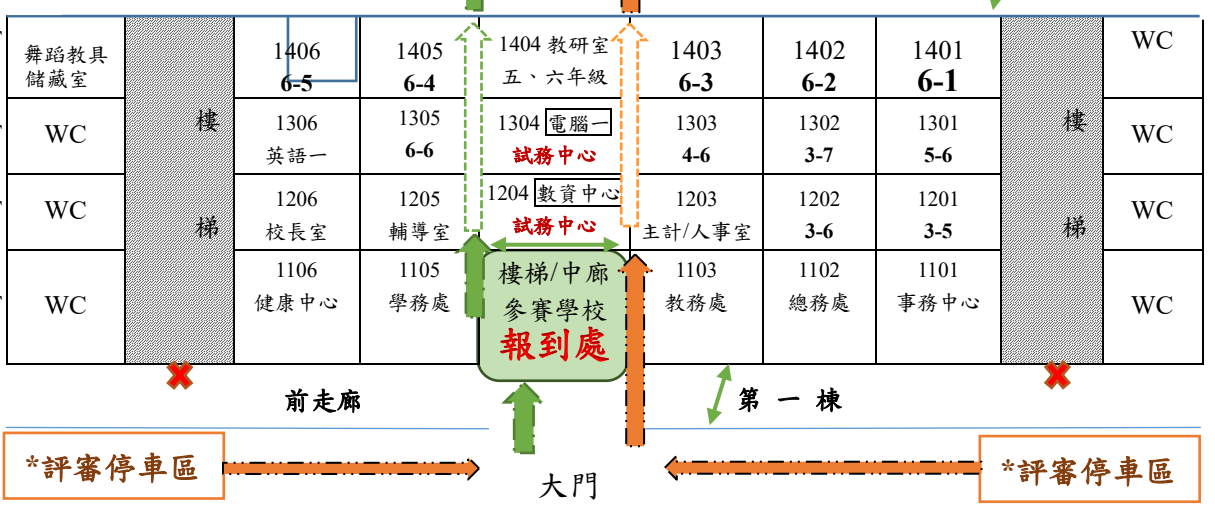 舞蹈教具
儲藏室
1406
6-5
1405
6-4
1404 教研室
五、六年級
1403
6-3
1402
6-2
1401
6-1
WC
WC
樓
1306
英語一
1305
6-6
1304 電腦一
試務中心
1303
4-6
1302
3-7
1301
5-6
樓
WC
WC
梯
1206
校長室
1205
輔導室
1204 數資中心
試務中心
1203
主計/人事室
1202
3-6
1201
3-5
梯
WC
WC
1106
健康中心
1105
學務處
樓梯/中廊
參賽學校
報到處
1103
教務處
1102
總務處
1101
事務中心
WC
前走廊
第 一 棟
*評審停車區
大門
*評審停車區